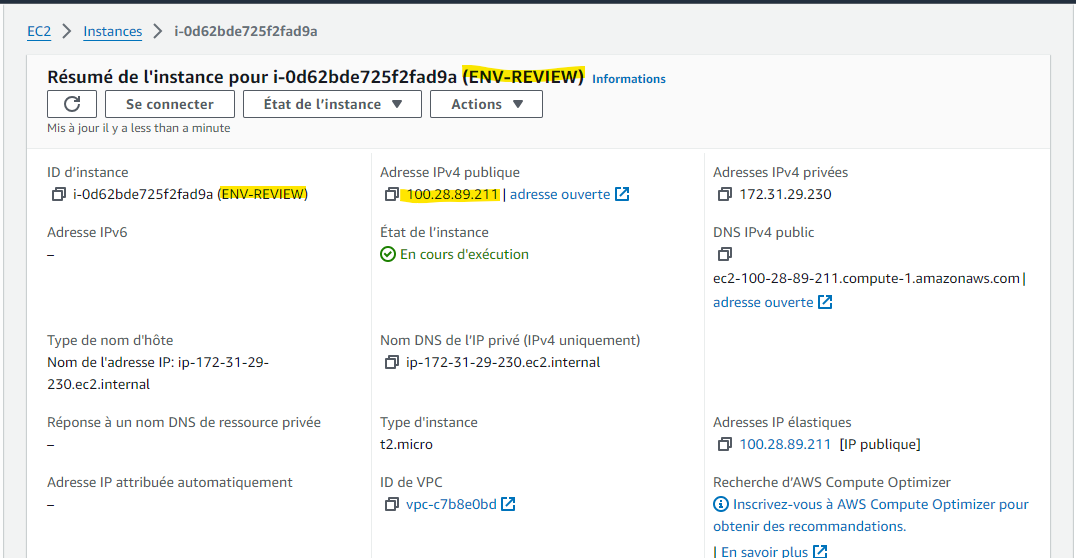 EC2 > Instances > i-0d62bde725f2fad9a
Résumé de l'instance pour i-0d62bde725f2fad9a (ENV-REVIEW) Informations
Se connecter État de l'instance Actions
Mis à jour il y a less than a minute
ID d'instance
i-0d62bde725f2fad9a (ENV-REVIEW)
Adresse IPv4 publique
100.28.89.211 | adresse ouverte
Adresses IPv4 privées
172.31.29.230
Adresse IPv6
–
État de l'instance
En cours d'exécution
DNS IPv4 public
ec2-100-28-89-211.compute-1.amazonaws.com |
adresse ouverte
Type de nom d'hôte
Nom de l'adresse IP: ip-172-31-29-
230.ec2.internal
Nom DNS de l'IP privé (IPv4 uniquement)
ip-172-31-29-230.ec2.internal
Réponse à un nom DNS de ressource privée
–
Type d'instance
t2.micro
Adresses IP élastiques
100.28.89.211 [IP publique]
Adresse IP attribuée automatiquement
–
ID de VPC
vpc-c7b8e0bd
Recherche d'AWS Compute Optimizer
Inscrivez-vous à AWS Compute Optimizer pour
obtenir des recommandations.
| En savoir plus